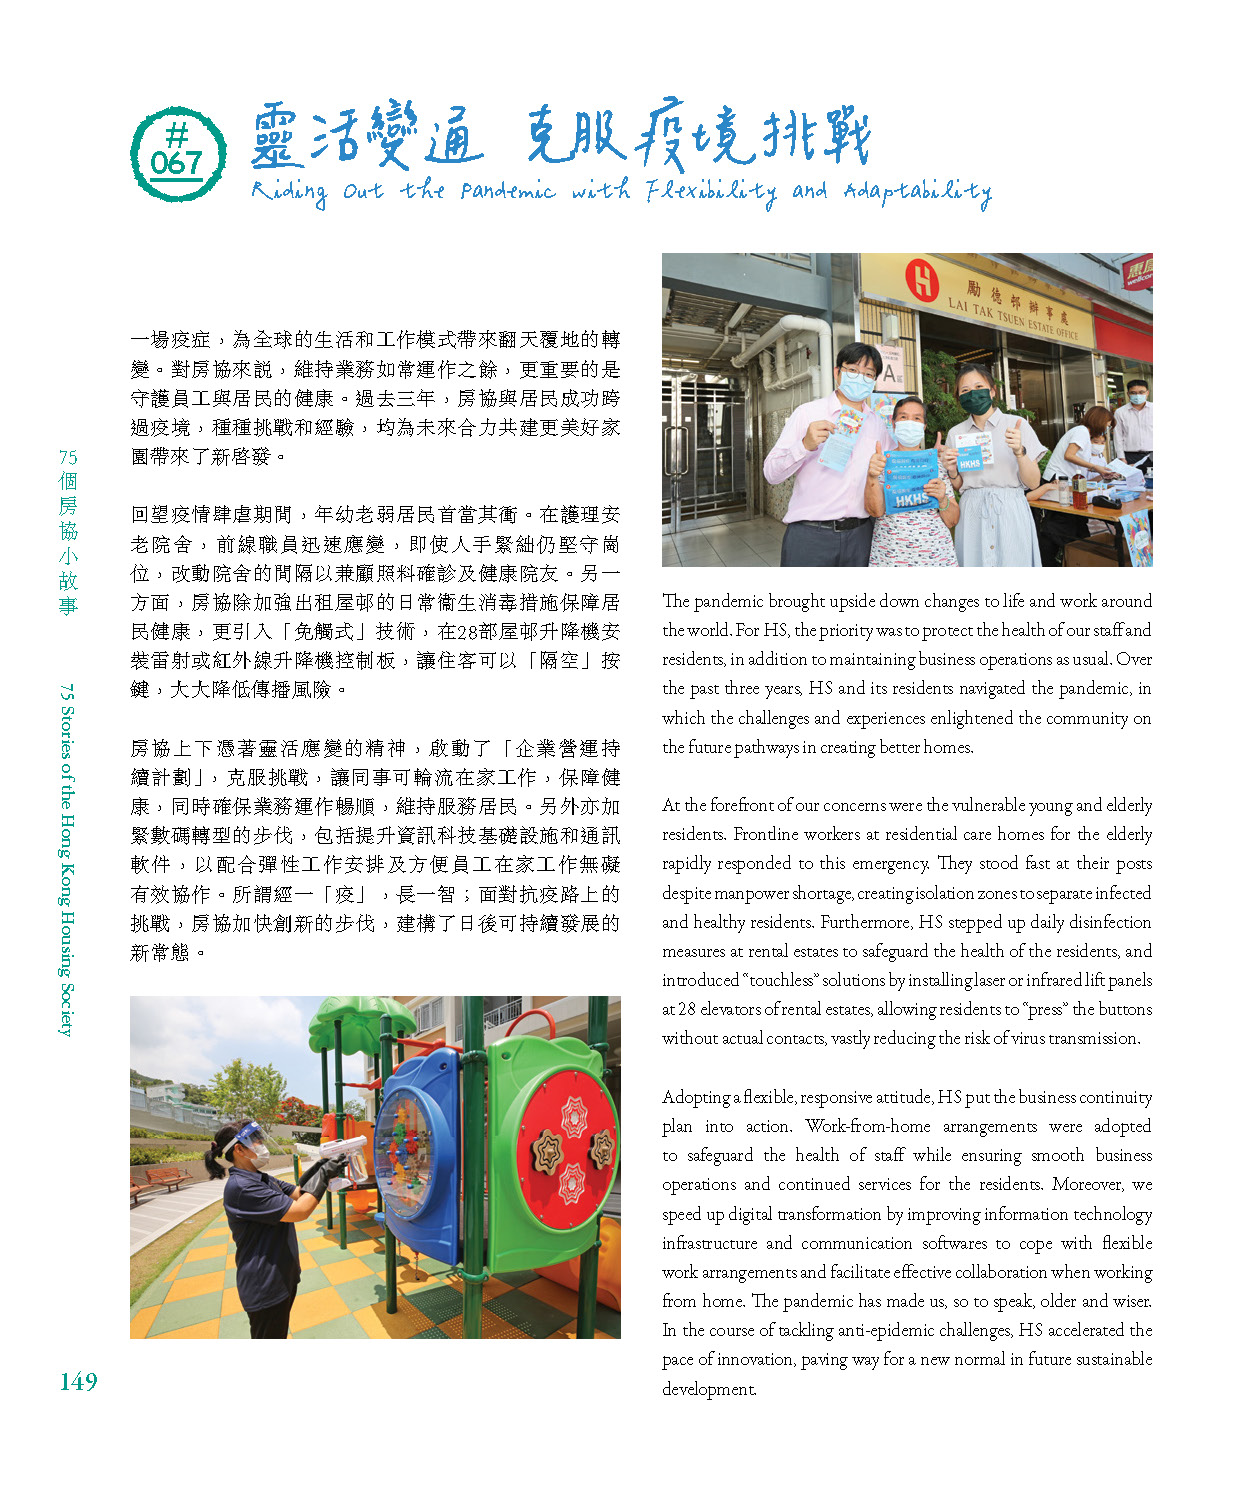 #
067
靈活變通 克服疫境挑戰
Riding Out the Pandemic with Flexibility and Adaptability
一場疫症，為全球的生活和工作模式帶來翻天覆地的轉
變。對房協來説，維持業務如常運作之餘，更重要的是
守護員工與居民的健康。過去三年，房協與居民成功跨
過疫境，種種挑戰和經驗，均為未來合力共建更美好家
園帶來了新啓發。
回望疫情肆虐期間，年幼老弱居民首當其衝。在護理安
老院舍，前線職員迅速應變，即使人手緊絀仍堅守崗
位，改動院舍的間隔以兼顧照料確診及健康院友。另一
方面，房協除加強出租屋邨的日常衞生消毒措施保障居
民健康，更引入「免觸式」技術，在28部屋邨升降機安
裝雷射或紅外線升降機控制板，讓住客可以「隔空」按
鍵，大大降低傳播風險。
房協上下憑著靈活應變的精神，啟動了「企業營運持
續計劃」，克服挑戰，讓同事可輪流在家工作，保障健
康，同時確保業務運作暢順，維持服務居民。另外亦加
緊數碼轉型的步伐，包括提升資訊科技基礎設施和通訊
軟件，以配合彈性工作安排及方便員工在家工作無礙
有效協作。所謂經一「疫」，長一智；面對抗疫路上的
挑戰，房協加快創新的步伐，建構了日後可持續發展的
新常態。
勵德邨辦事處
LAI TAK TSUEN ESTATE OFFICE
惠康
wellcome
A
HKHS
HKHS
The pandemic brought upside down changes to life and work around
the world. For HS, the priority was to protect the health of our staff and
residents, in addition to maintaining business operations as usual. Over
the past three years, HS and its residents navigated the pandemic, in
which the challenges and experiences enlightened the community on
the future pathways in creating better homes.
At the forefront of our concerns were the vulnerable young and elderly
residents. Frontline workers at residential care homes for the elderly
rapidly responded to this emergency. They stood fast at their posts
despite manpower shortage, creating isolation zones to separate infected
and healthy residents. Furthermore, HS stepped up daily disinfection
measures at rental estates to safeguard the health of the residents, and
introduced “touchless” solutions by installing laser or infrared lift panels
at 28 elevators of rental estates, allowing residents to “press” the buttons
without actual contacts, vastly reducing the risk of virus transmission.
Adopting a flexible, responsive attitude, HS put the business continuity
plan into action. Work-from-home arrangements were adopted
to safeguard the health of staff while ensuring smooth business
operations and continued services for the residents. Moreover, we
speed up digital transformation by improving information technology
infrastructure and communication softwares to cope with flexible
work arrangements and facilitate effective collaboration when working
from home. The pandemic has made us, so to speak, older and wiser.
In the course of tackling anti-epidemic challenges, HS accelerated the
pace of innovation, paving way for a new normal in future sustainable
development.
75個房協小故事
75 Stories of the Hong Kong Housing Society
149